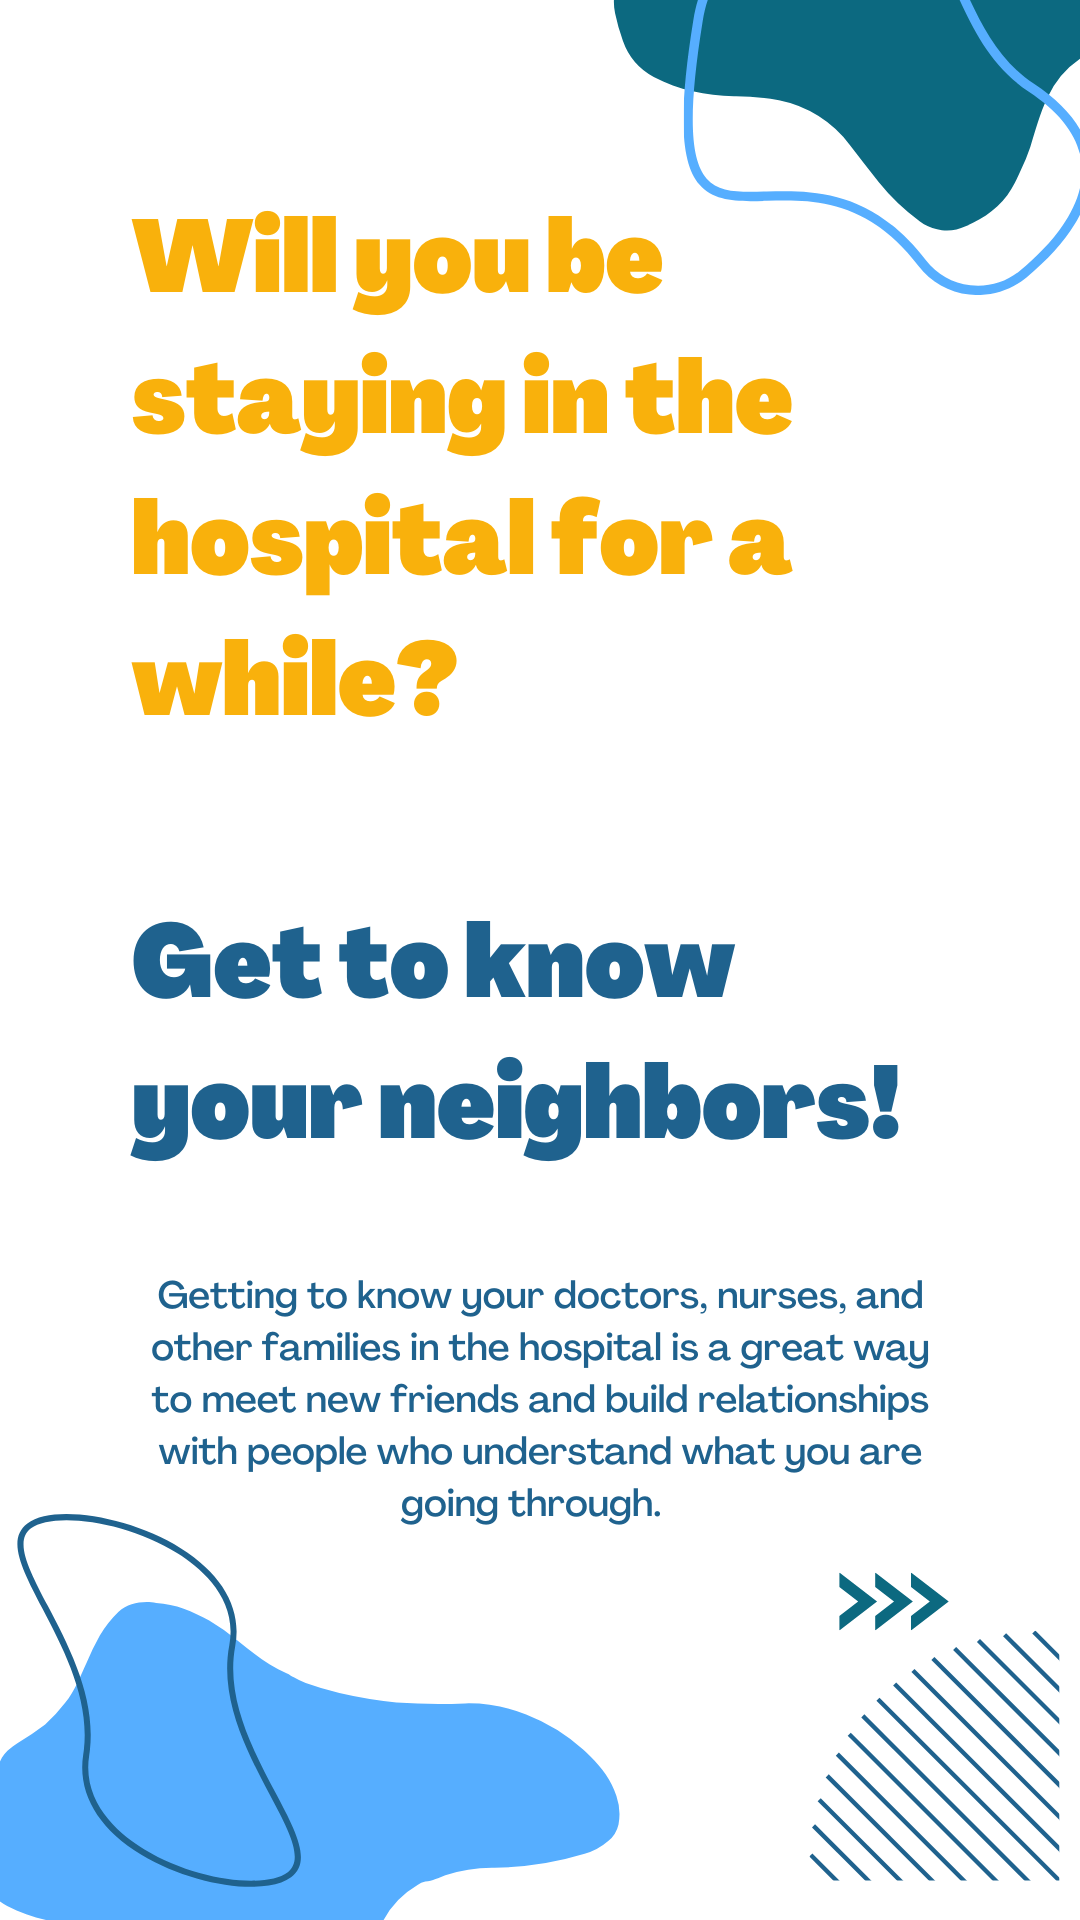 Will you be
staying in the
hospital for a
while?
Get to know
your neighbors!
Getting to know your doctors, nurses, and
other families in the hospital is a great way
to meet new friends and build relationships
with people who understand what you are
going through.